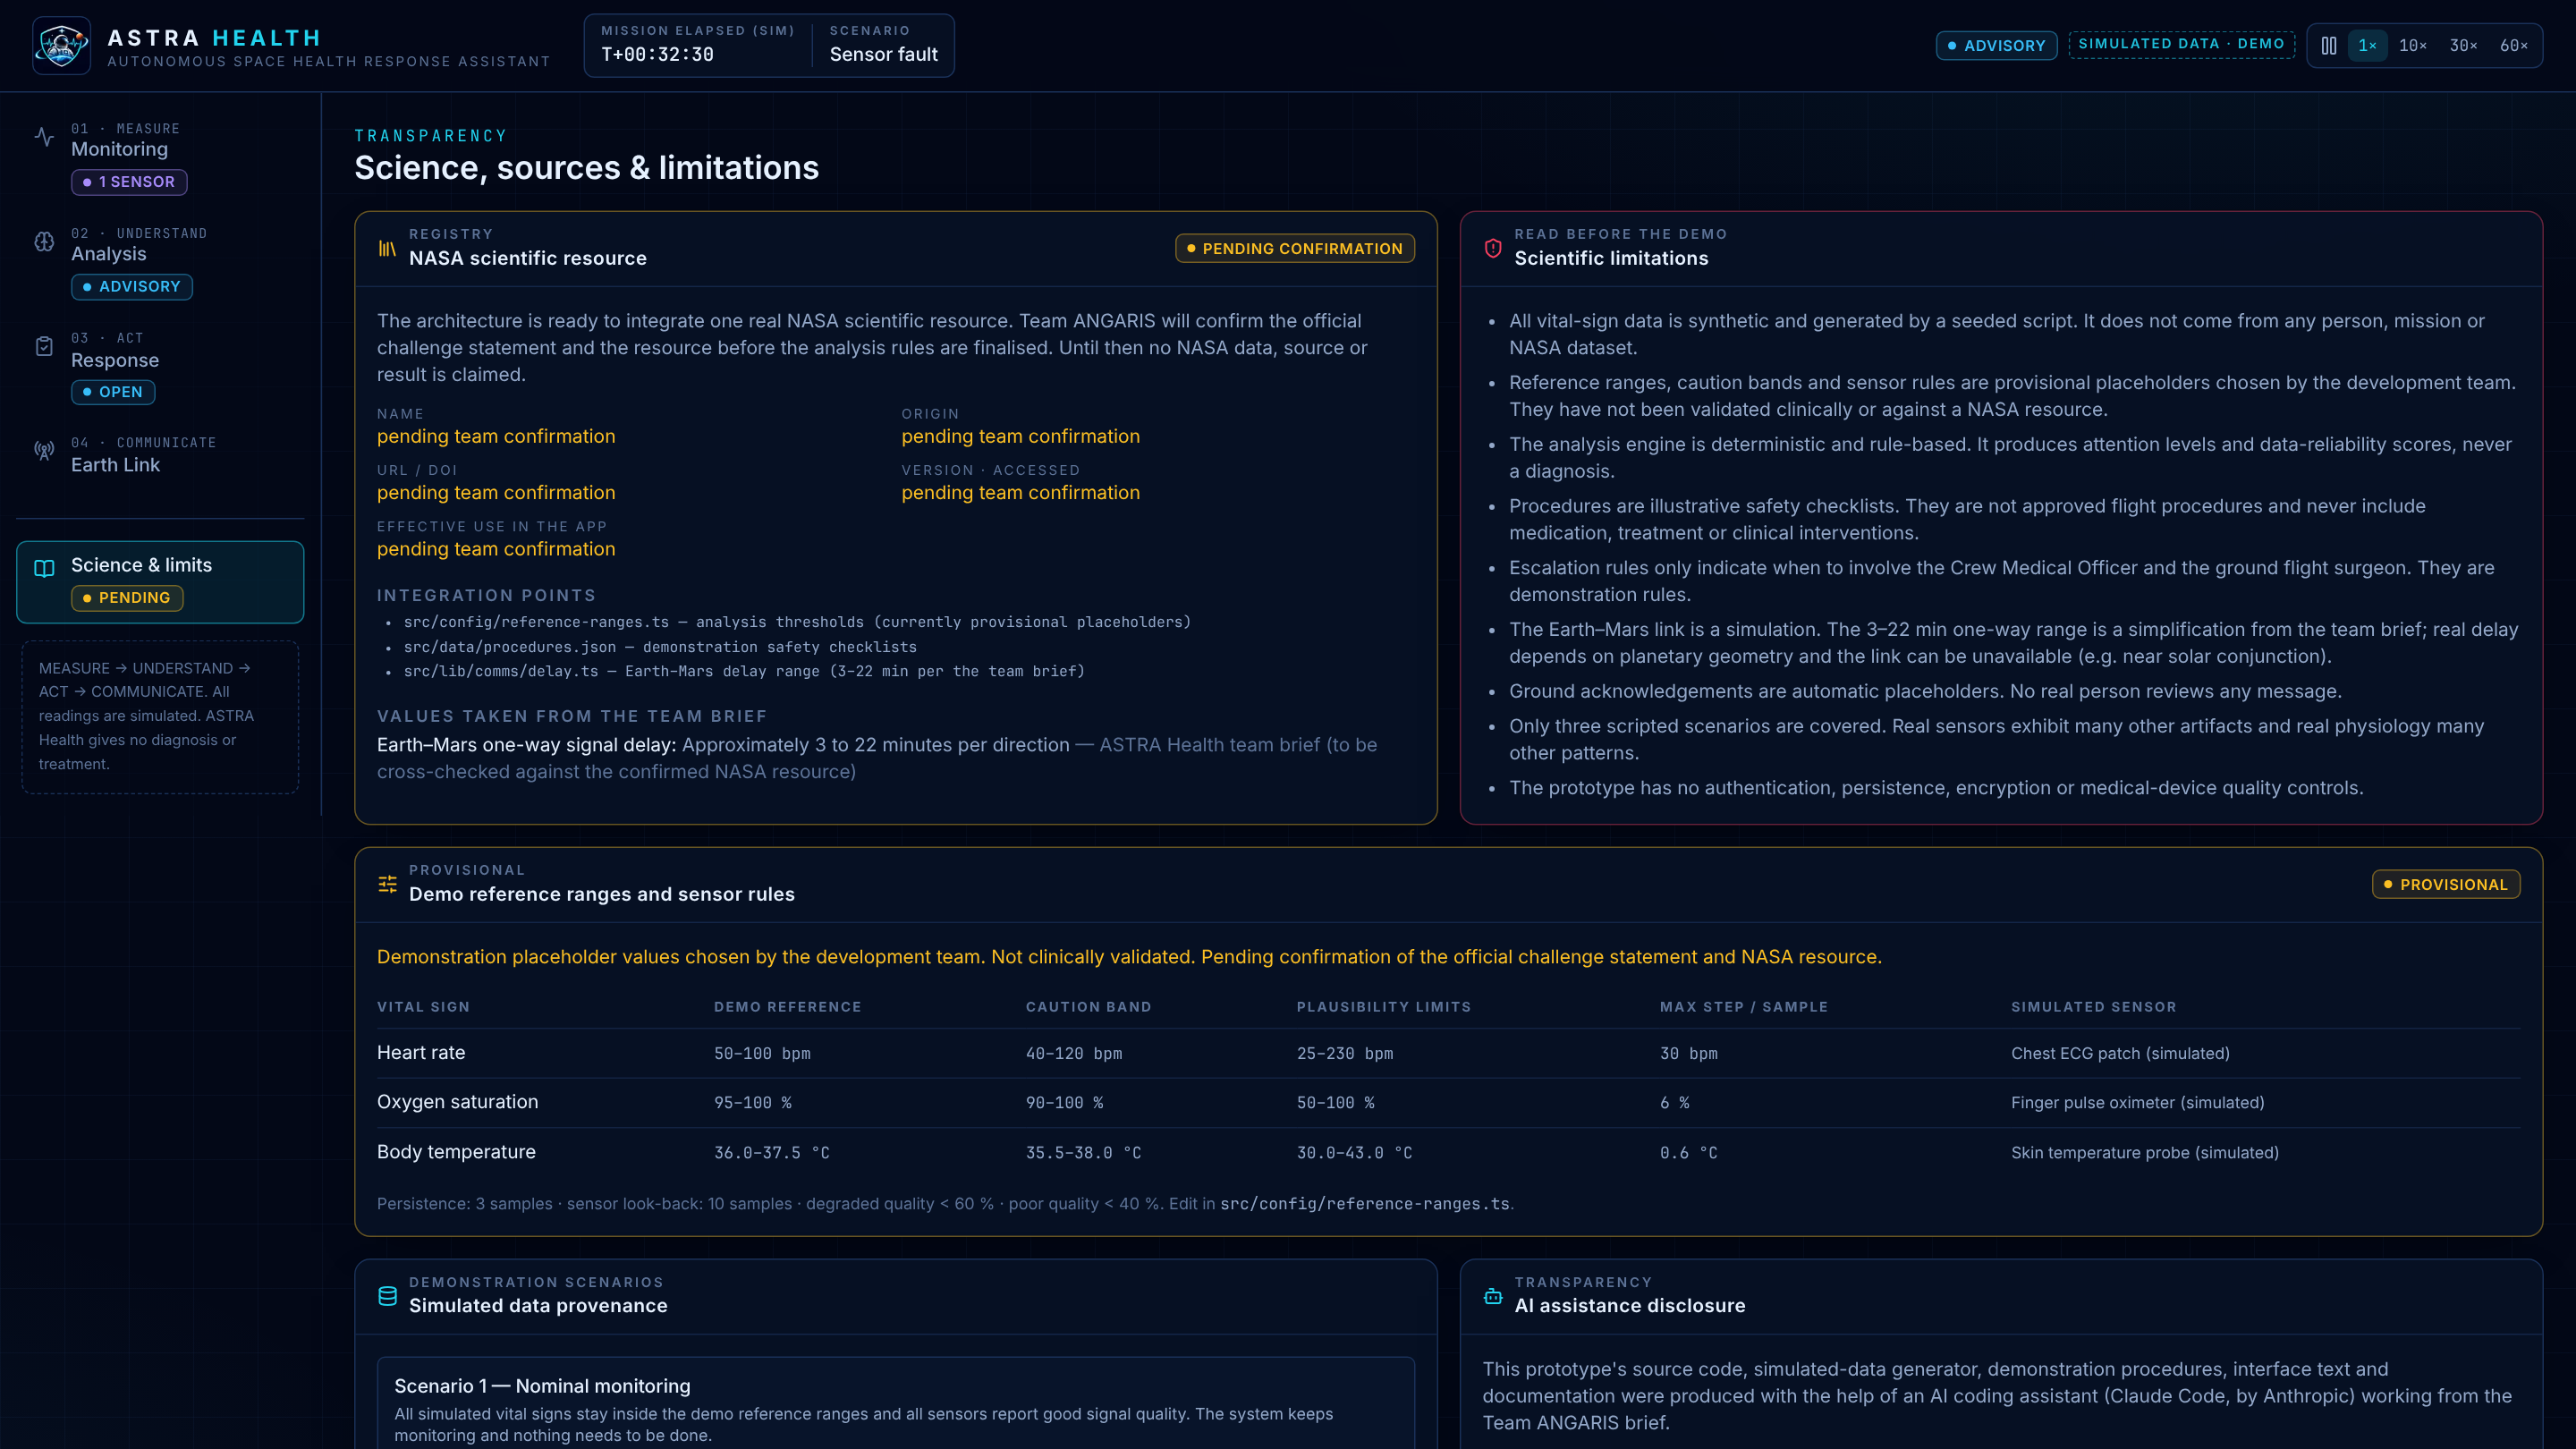 ASTRA HEALTH
AUTONOMOUS SPACE HEALTH RESPONSE ASSISTANT
MISSION ELAPSED (SIM)
T+00:32:30
SCENARIO
Sensor fault
ADVISORY
SIMULATED DATA · DEMO
1×
10×
30×
60×
01 · MEASURE
Monitoring
1 SENSOR
02 · UNDERSTAND
Analysis
ADVISORY
03 · ACT
Response
OPEN
04 · COMMUNICATE
Earth Link
Science & limits
PENDING
MEASURE → UNDERSTAND →
ACT → COMMUNICATE. All
readings are simulated. ASTRA
Health gives no diagnosis or
treatment.
TRANSPARENCY
Science, sources & limitations
REGISTRY
NASA scientific resource
PENDING CONFIRMATION
The architecture is ready to integrate one real NASA scientific resource. Team ANGARIS will confirm the official
challenge statement and the resource before the analysis rules are finalised. Until then no NASA data, source or
result is claimed.
NAME
pending team confirmation
ORIGIN
pending team confirmation
URL / DOI
pending team confirmation
VERSION · ACCESSED
pending team confirmation
EFFECTIVE USE IN THE APP
pending team confirmation
INTEGRATION POINTS
• src/config/reference-ranges.ts — analysis thresholds (currently provisional placeholders)
• src/data/procedures.json — demonstration safety checklists
• src/lib/comms/delay.ts — Earth–Mars delay range (3–22 min per the team brief)
VALUES TAKEN FROM THE TEAM BRIEF
Earth–Mars one-way signal delay: Approximately 3 to 22 minutes per direction — ASTRA Health team brief (to be
cross-checked against the confirmed NASA resource)
READ BEFORE THE DEMO
Scientific limitations
• All vital-sign data is synthetic and generated by a seeded script. It does not come from any person, mission or
NASA dataset.
• Reference ranges, caution bands and sensor rules are provisional placeholders chosen by the development team.
They have not been validated clinically or against a NASA resource.
• The analysis engine is deterministic and rule-based. It produces attention levels and data-reliability scores, never
a diagnosis.
• Procedures are illustrative safety checklists. They are not approved flight procedures and never include
medication, treatment or clinical interventions.
• Escalation rules only indicate when to involve the Crew Medical Officer and the ground flight surgeon. They are
demonstration rules.
• The Earth–Mars link is a simulation. The 3–22 min one-way range is a simplification from the team brief; real delay
depends on planetary geometry and the link can be unavailable (e.g. near solar conjunction).
• Ground acknowledgements are automatic placeholders. No real person reviews any message.
• Only three scripted scenarios are covered. Real sensors exhibit many other artifacts and real physiology many
other patterns.
• The prototype has no authentication, persistence, encryption or medical-device quality controls.
PROVISIONAL
Demo reference ranges and sensor rules
PROVISIONAL
Demonstration placeholder values chosen by the development team. Not clinically validated. Pending confirmation of the official challenge statement and NASA resource.
VITAL SIGN DEMO REFERENCE CAUTION BAND PLAUSIBILITY LIMITS MAX STEP / SAMPLE SIMULATED SENSOR
Heart rate 50–100 bpm 40–120 bpm 25–230 bpm 30 bpm Chest ECG patch (simulated)
Oxygen saturation 95–100 % 90–100 % 50–100 % 6 % Finger pulse oximeter (simulated)
Body temperature 36.0–37.5 °C 35.5–38.0 °C 30.0–43.0 °C 0.6 °C Skin temperature probe (simulated)
Persistence: 3 samples · sensor look-back: 10 samples · degraded quality < 60 % · poor quality < 40 %. Edit in src/config/reference-ranges.ts.
DEMONSTRATION SCENARIOS
Simulated data provenance
Scenario 1 — Nominal monitoring
All simulated vital signs stay inside the demo reference ranges and all sensors report good signal quality. The system keeps
monitoring and nothing needs to be done.
TRANSPARENCY
AI assistance disclosure
This prototype's source code, simulated-data generator, demonstration procedures, interface text and
documentation were produced with the help of an AI coding assistant (Claude Code, by Anthropic) working from the
Team ANGARIS brief.